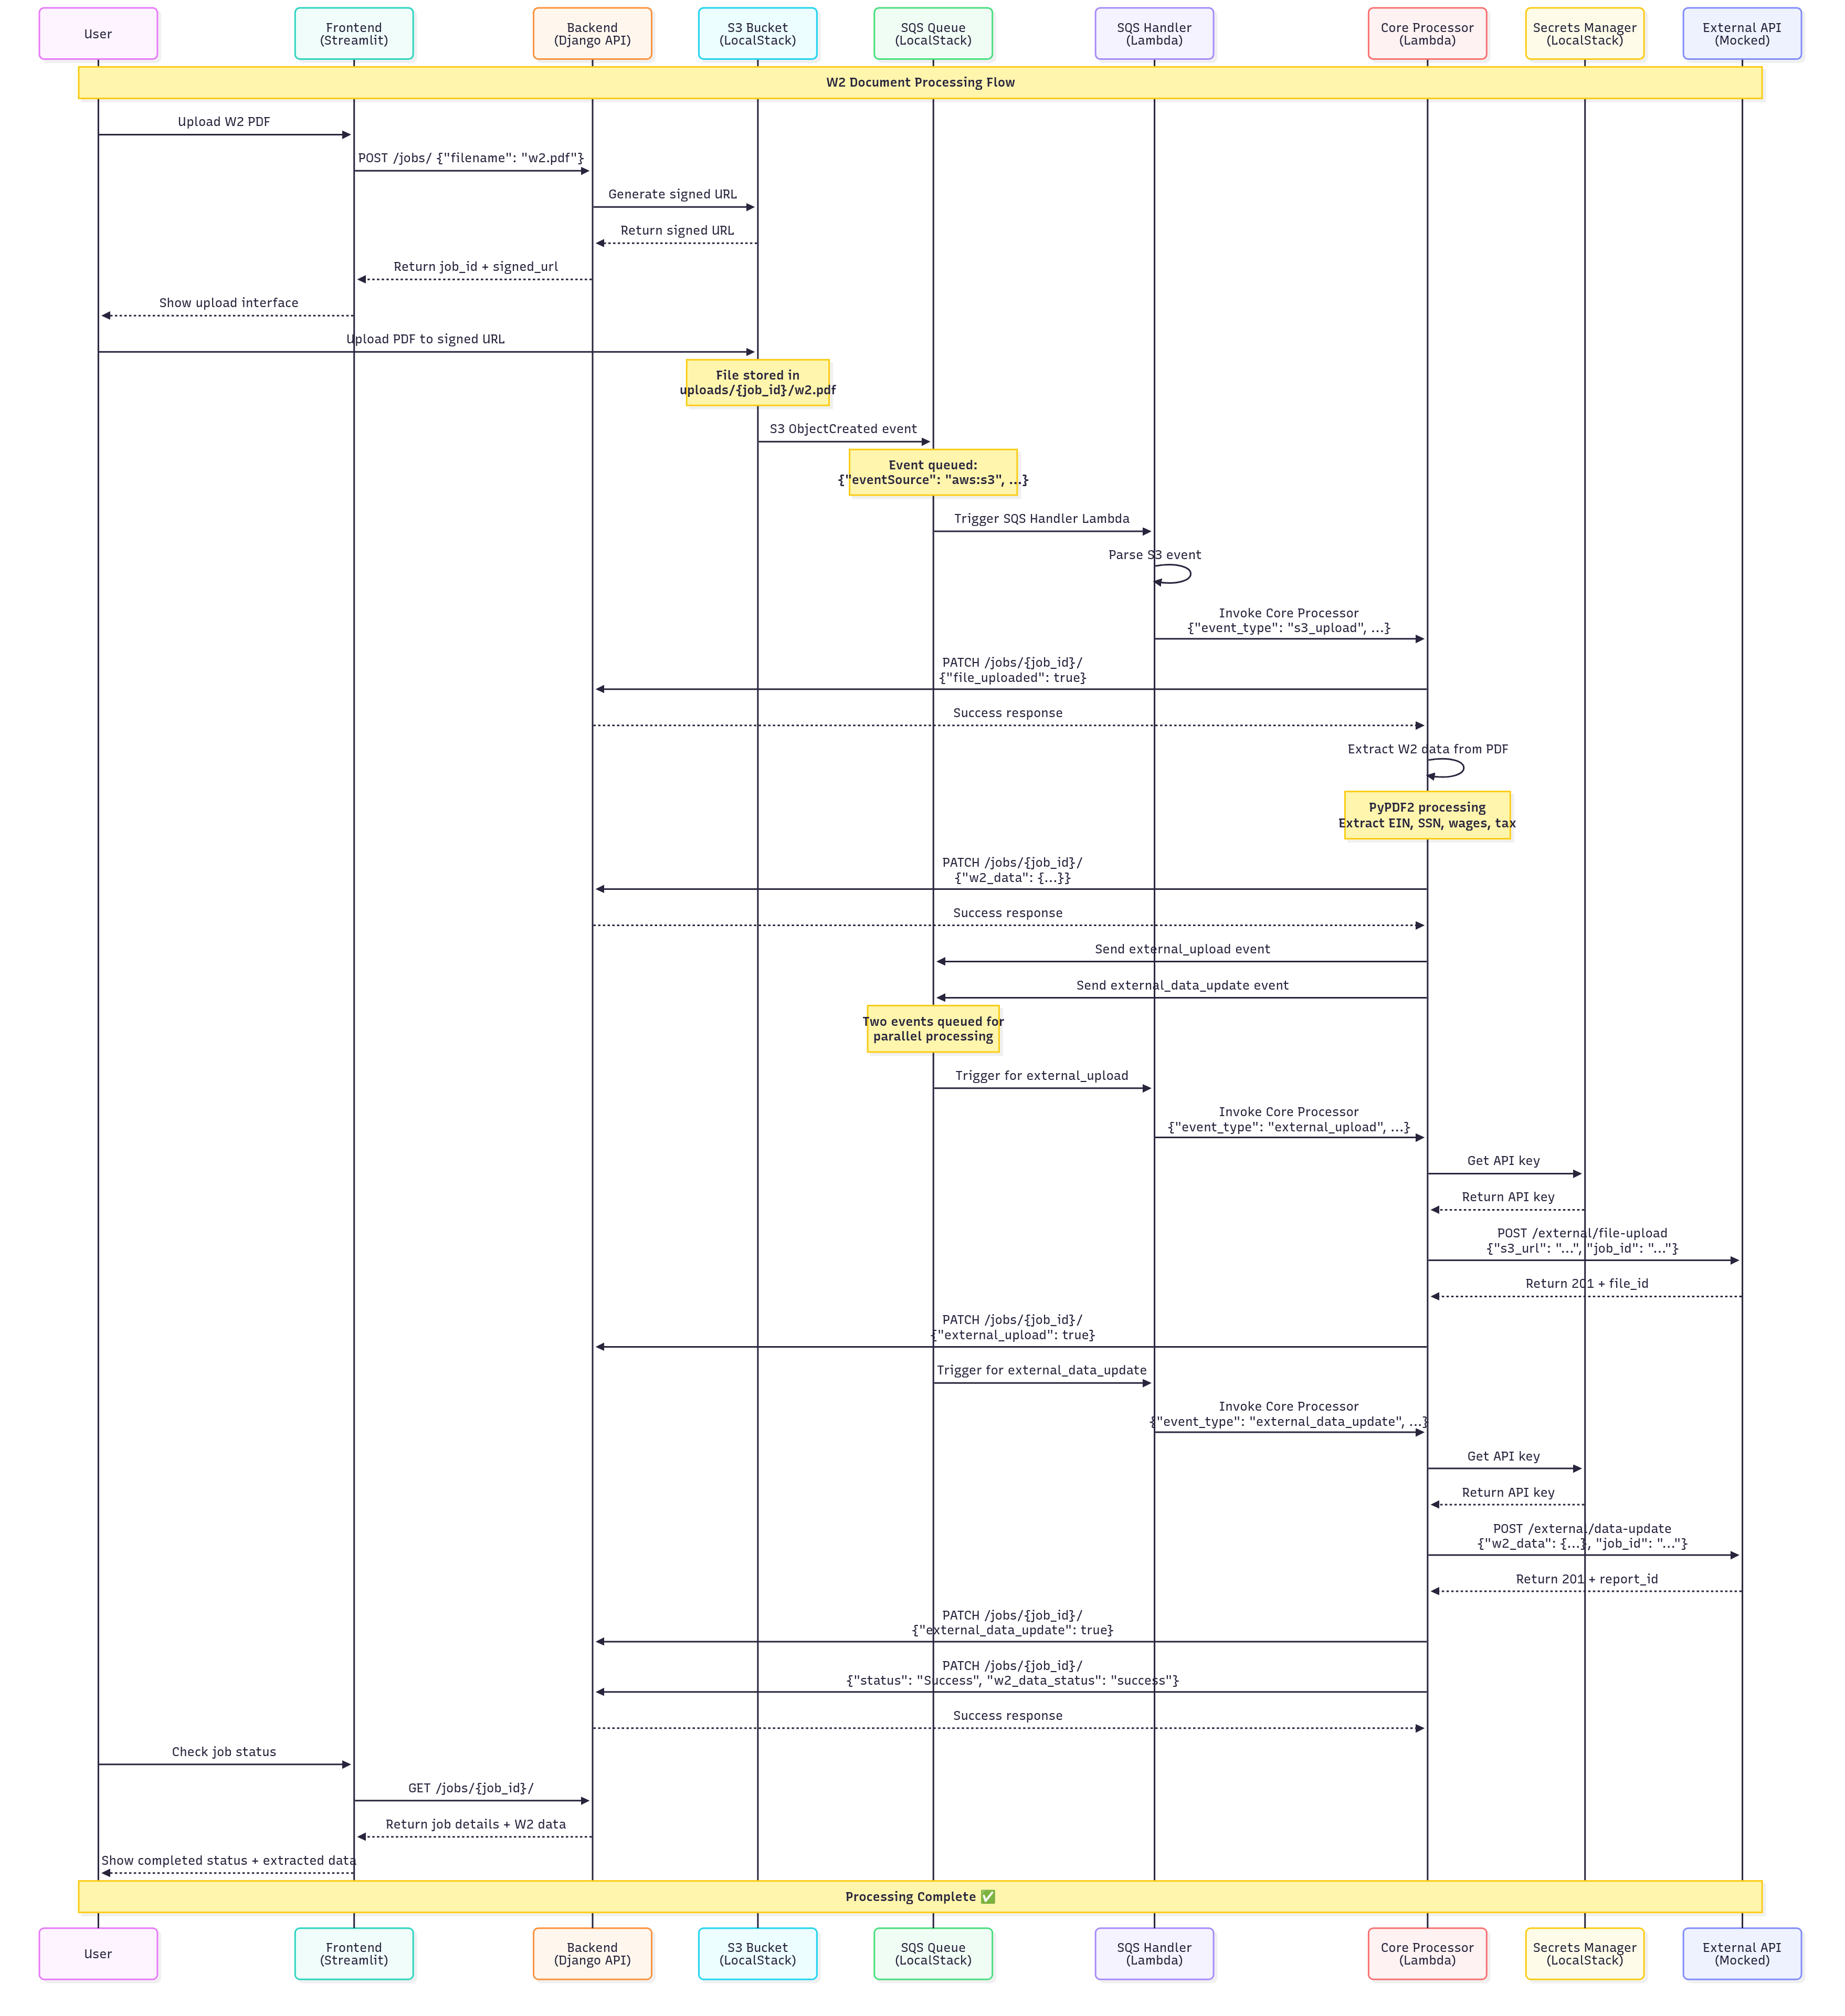 User
Frontend
(Streamlit)
Backend
(Django API)
S3 Bucket
(LocalStack)
SQS Queue
(LocalStack)
SQS Handler
(Lambda)
Core Processor
(Lambda)
Secrets Manager
(LocalStack)
External API
(Mocked)
W2 Document Processing Flow
Upload W2 PDF
POST /jobs/ {"filename": "w2.pdf"}
Generate signed URL
Return signed URL
Return job_id + signed_url
Show upload interface
Upload PDF to signed URL
File stored in
uploads/{job_id}/w2.pdf
S3 ObjectCreated event
Event queued:
{"eventSource": "aws:s3", ...}
Trigger SQS Handler Lambda
Parse S3 event
Invoke Core Processor
{"event_type": "s3_upload", ...}
PATCH /jobs/{job_id}/
{"file_uploaded": true}
Success response
Extract W2 data from PDF
PyPDF2 processing
Extract EIN, SSN, wages, tax
PATCH /jobs/{job_id}/
{"w2_data": {...}}
Success response
Send external_upload event
Send external_data_update event
Two events queued for
parallel processing
Trigger for external_upload
Invoke Core Processor
{"event_type": "external_upload", ...}
Get API key
Return API key
POST /external/file-upload
{"s3_url": "...", "job_id": "..."}
Return 201 + file_id
PATCH /jobs/{job_id}/
{"external_upload": true}
Trigger for external_data_update
Invoke Core Processor
{"event_type": "external_data_update", ...}
Get API key
Return API key
POST /external/data-update
{"w2_data": {...}, "job_id": "..."}
Return 201 + report_id
PATCH /jobs/{job_id}/
{"external_data_update": true}
PATCH /jobs/{job_id}/
{"status": "Success", "w2_data_status": "success"}
Success response
Check job status
GET /jobs/{job_id}/
Return job details + W2 data
Show completed status + extracted data
Processing Complete ✅
User
Frontend
(Streamlit)
Backend
(Django API)
S3 Bucket
(LocalStack)
SQS Queue
(LocalStack)
SQS Handler
(Lambda)
Core Processor
(Lambda)
Secrets Manager
(LocalStack)
External API
(Mocked)